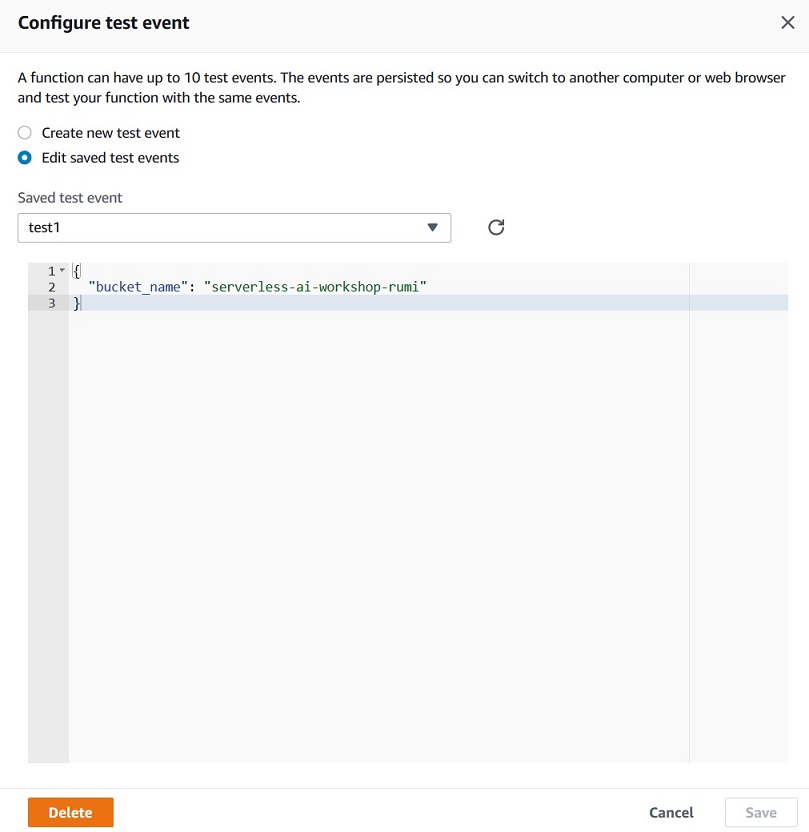 Configure test event
A function can have up to 10 test events. The events are persisted so you can switch to another computer or web browser
and test your function with the same events.
Create new test event
Edit saved test events
Saved test event
test1
1 {
2 "bucket_name": "serverless-ai-workshop-rumi"
3 }
Delete Cancel Save